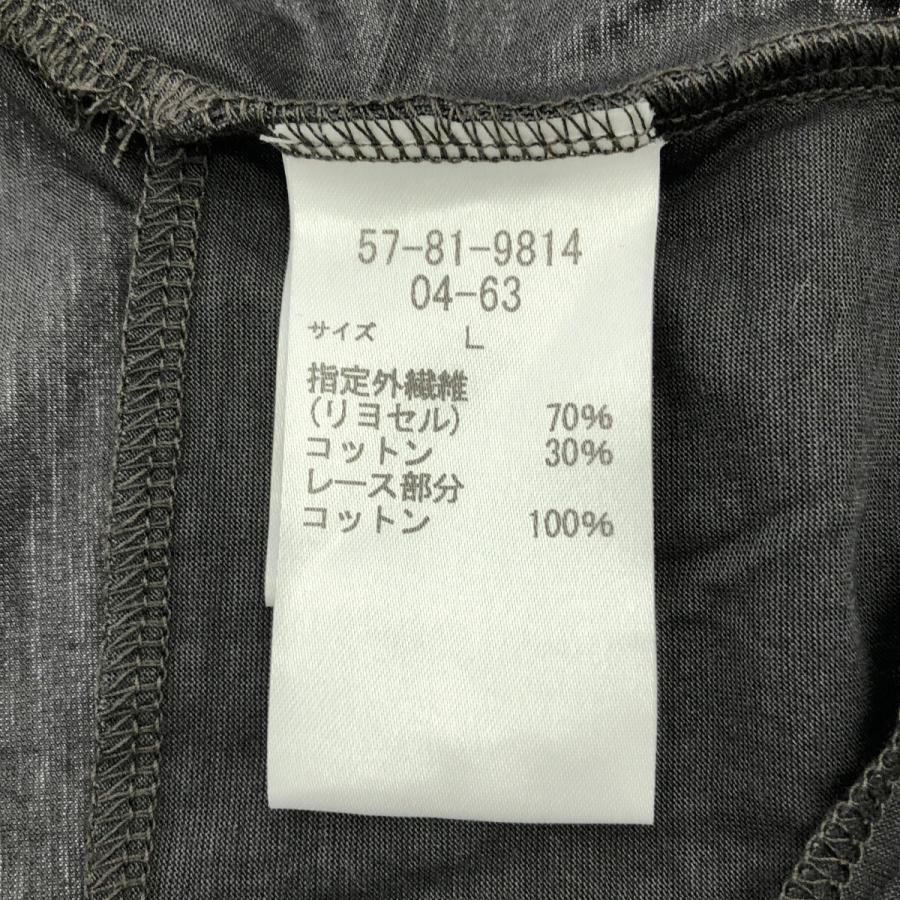 57-81-9814
04-63
サイズ L
指定外繊維
(リヨセル) 70%
コットン 30%
レース部分
コットン 100%